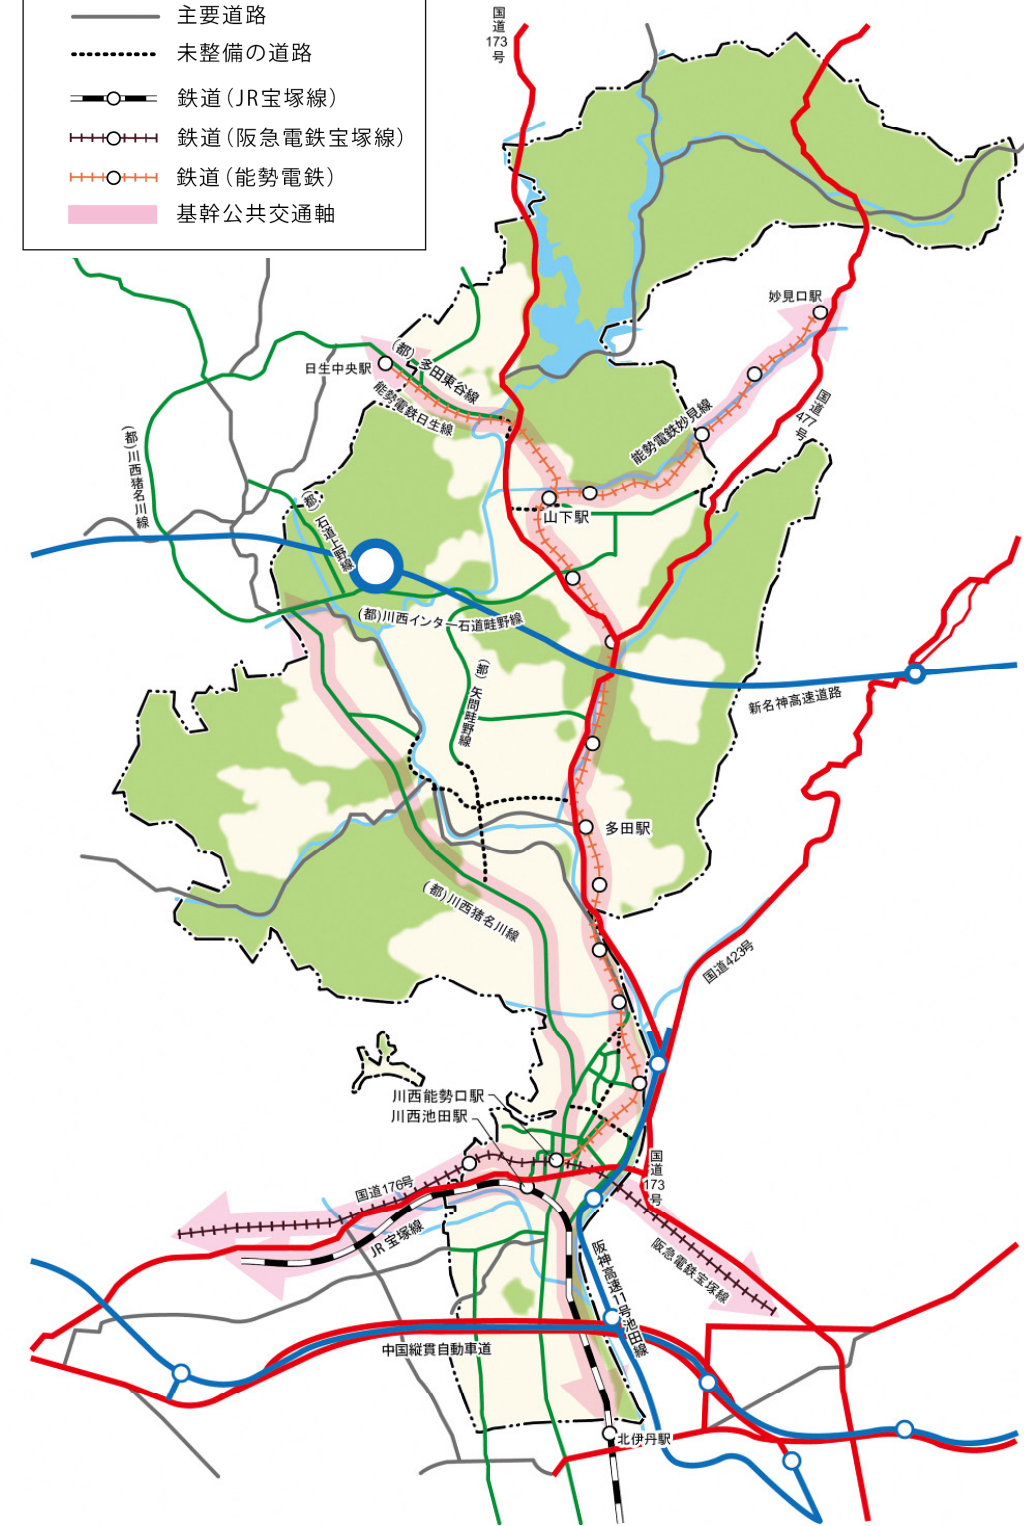 主要道路
未整備の道路
鉄道(JR宝塚線)
鉄道(阪急電鉄宝塚線)
鉄道(能勢電鉄)
基幹公共交通軸
国道173号
妙見口駅
日生中央駅
(都)多田東谷線
能勢電鉄日生線
能勢電鉄妙見線
国道477号
(都)川西猪名川線
(都)石道上野線
山下駅
(都)川西インター石道畦野線
(都)矢問畦野線
新名神高速道路
多田駅
(都)川西猪名川線
国道423号
川西能勢口駅
川西池田駅
国道176号
国道173号
JR宝塚線
阪神高速11号池田線
阪急電鉄宝塚線
中国縦貫自動車道
北伊丹駅